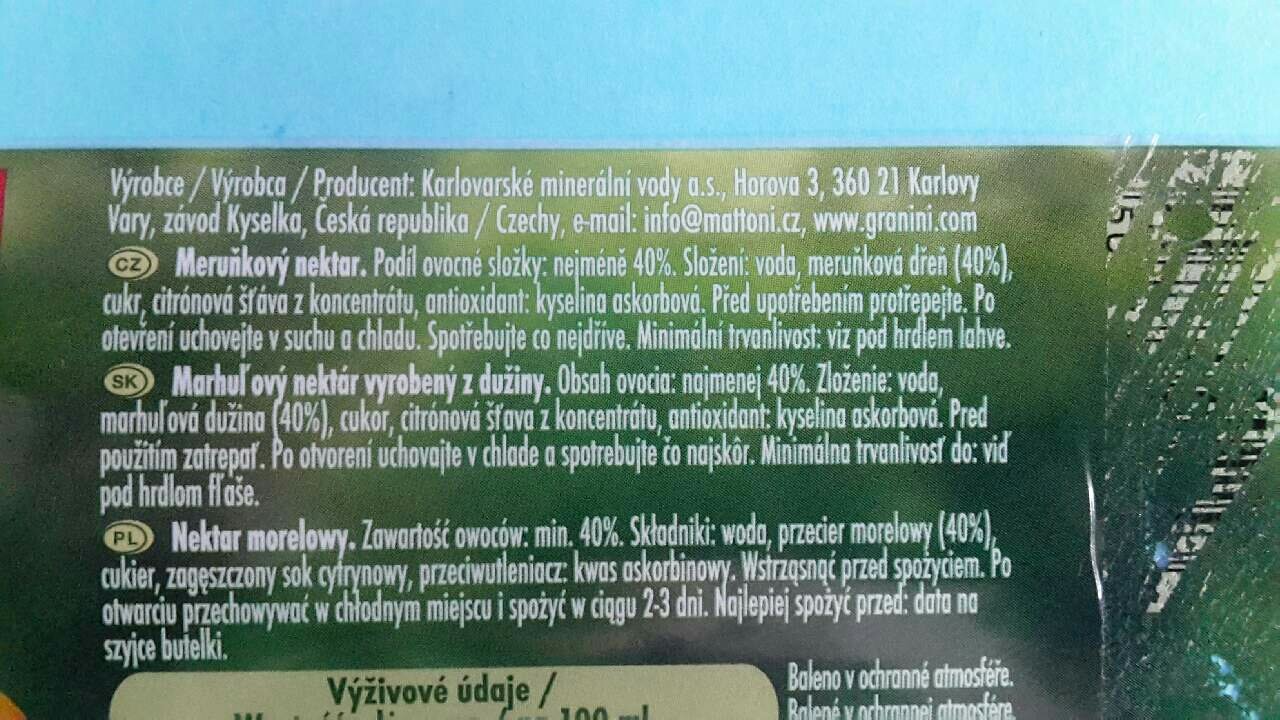 Výrobce / Výrobca / Producent: Karlovarské minerální vody a.s., Horova 3, 360 21 Karlovy
Vary, závod Kyselka, Česká republika / Czechy, e-mail: info@mattoni.cz, www.granini.com
CZ Meruňkový nektar. Podíl ovocné složky: nejméně 40%. Složení: voda, meruňková dřeň (40%),
cukr, citrónová šťáva z koncentrátu, antioxidant: kyselina askorbová. Před upotřebením protřepejte. Po
otevření uchovejte v suchu a chladu. Spotřebujte co nejdříve. Minimální trvanlivost: viz pod hrdlem lahve.
SK Marhuľový nektár vyrobený z dužiny. Obsah ovocia: najmenej 40%. Zloženie: voda,
marhuľová dužina (40%), cukor, citrónová šťava z koncentrátu, antioxidant: kyselina askorbová. Pred
použítím zatrepať. Po otvorení uchovajte v chlade a spotrebujte čo najskôr. Minimálna trvanlivosť do: viď
pod hrdlom fľaše.
PL Nektar morelowy. Zawartość owoców: min. 40%. Składniki: woda, przecier morelowy (40%),
cukier, zagęszczony sok cytrynowy, przeciwutleniacz: kwas askorbinowy. Wstrząsnąć przed spożyciem. Po
otwarciu przechowywać w chłodnym miejscu i spożyć w ciągu 2-3 dni. Najlepiej spożyć przed: data na
szyjce butelki.
Výživové údaje /
100 ml
Baleno v ochranné atmosféře.
Balené v ochrannej atmosfére.